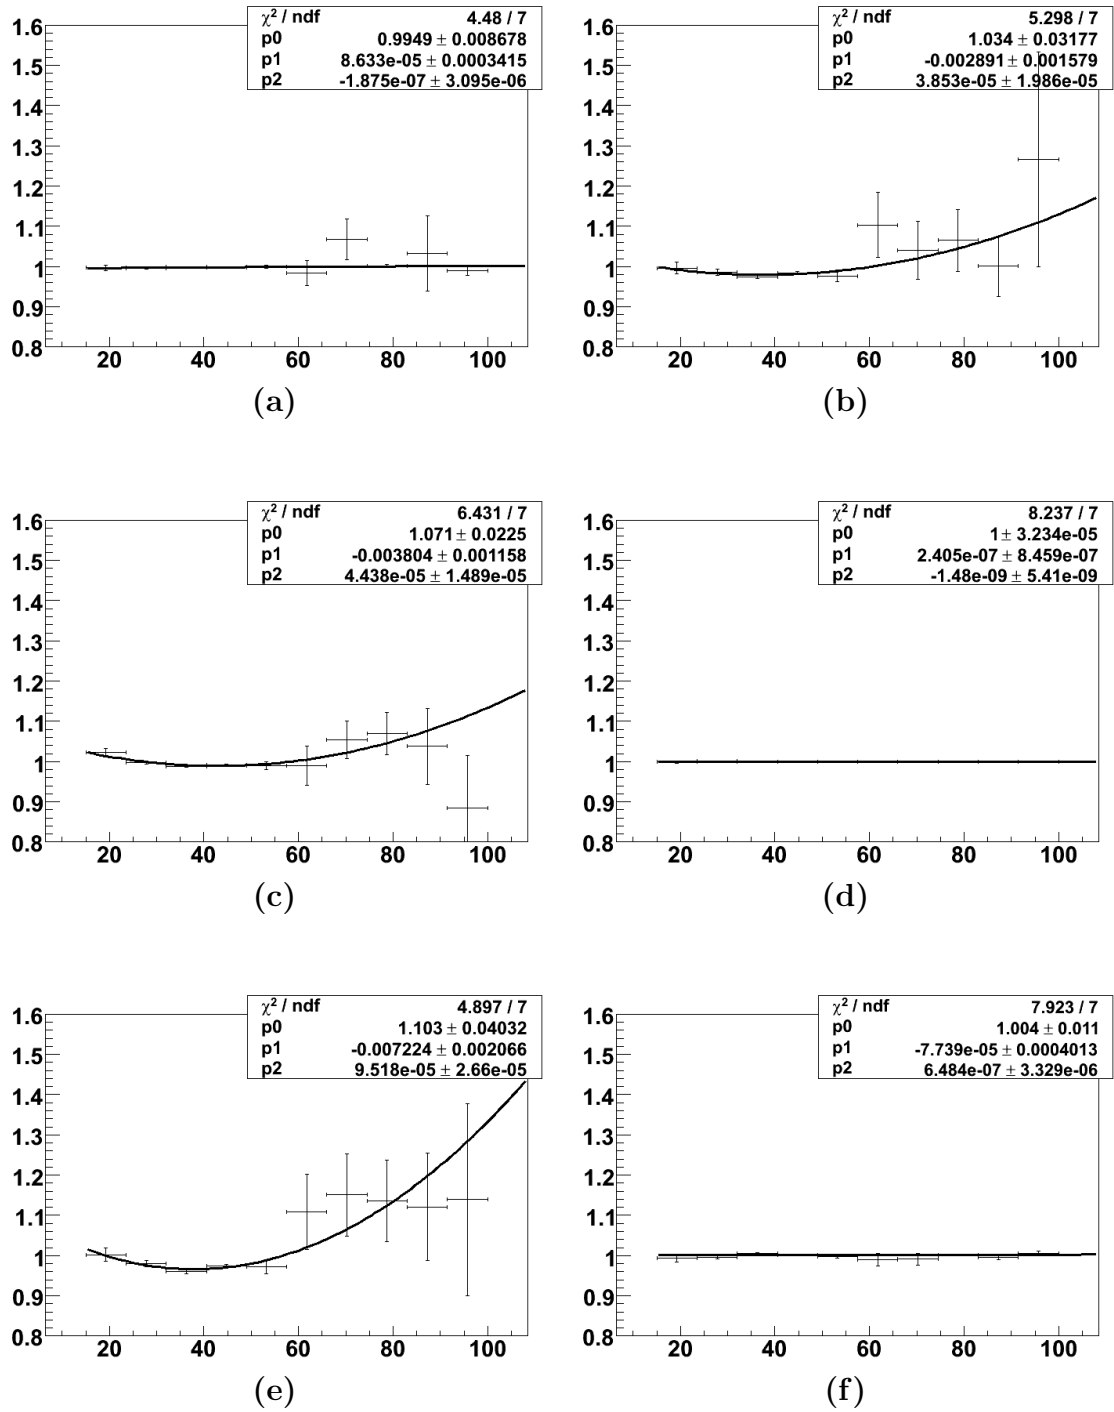 χ² / ndf 4.48 / 7
p0 0.9949 ± 0.008678
p1 8.633e-05 ± 0.0003415
p2 -1.875e-07 ± 3.095e-06
1.6
1.5
1.4
1.3
1.2
1.1
1
0.9
0.8
20 40 60 80 100
(a)
χ² / ndf 5.298 / 7
p0 1.034 ± 0.03177
p1 -0.002891 ± 0.001579
p2 3.853e-05 ± 1.986e-05
1.6
1.5
1.4
1.3
1.2
1.1
1
0.9
0.8
20 40 60 80 100
(b)
χ² / ndf 6.431 / 7
p0 1.071 ± 0.0225
p1 -0.003804 ± 0.001158
p2 4.438e-05 ± 1.489e-05
1.6
1.5
1.4
1.3
1.2
1.1
1
0.9
0.8
20 40 60 80 100
(c)
χ² / ndf 8.237 / 7
p0 1 ± 3.234e-05
p1 2.405e-07 ± 8.459e-07
p2 -1.48e-09 ± 5.41e-09
1.6
1.5
1.4
1.3
1.2
1.1
1
0.9
0.8
20 40 60 80 100
(d)
χ² / ndf 4.897 / 7
p0 1.103 ± 0.04032
p1 -0.007224 ± 0.002066
p2 9.518e-05 ± 2.66e-05
1.6
1.5
1.4
1.3
1.2
1.1
1
0.9
0.8
20 40 60 80 100
(e)
χ² / ndf 7.923 / 7
p0 1.004 ± 0.011
p1 -7.739e-05 ± 0.0004013
p2 6.484e-07 ± 3.329e-06
1.6
1.5
1.4
1.3
1.2
1.1
1
0.9
0.8
20 40 60 80 100
(f)